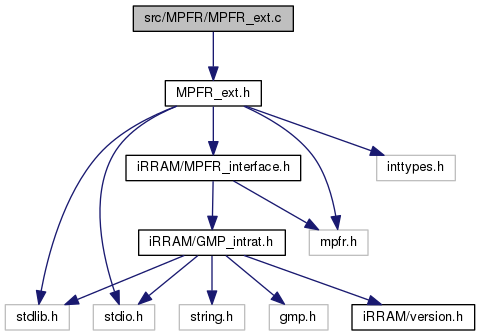 src/MPFR/MPFR_ext.c
MPFR_ext.h
iRRAM/MPFR_interface.h
inttypes.h
iRRAM/GMP_intrat.h
mpfr.h
stdlib.h
stdio.h
string.h
gmp.h
iRRAM/version.h